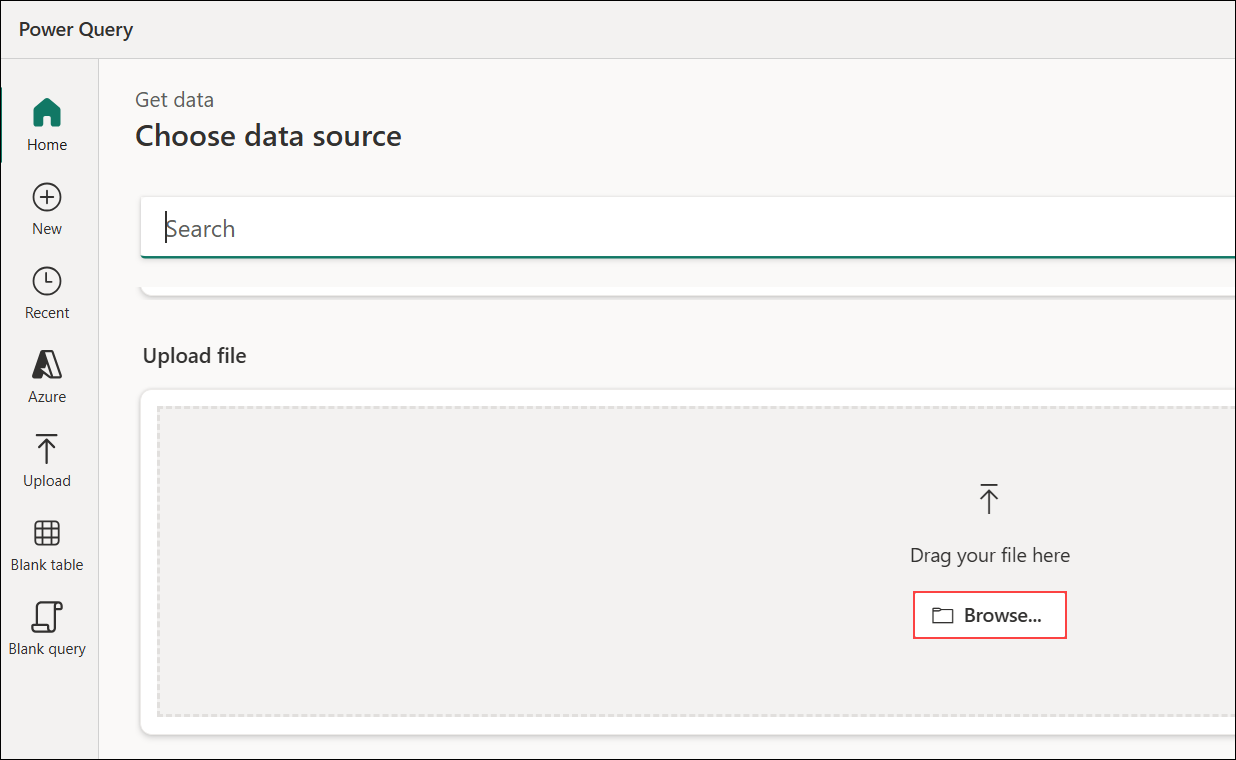 Power Query
Home
New
Recent
Azure
Upload
Blank table
Blank query
Get data
Choose data source
Search
Upload file
Drag your file here
Browse...